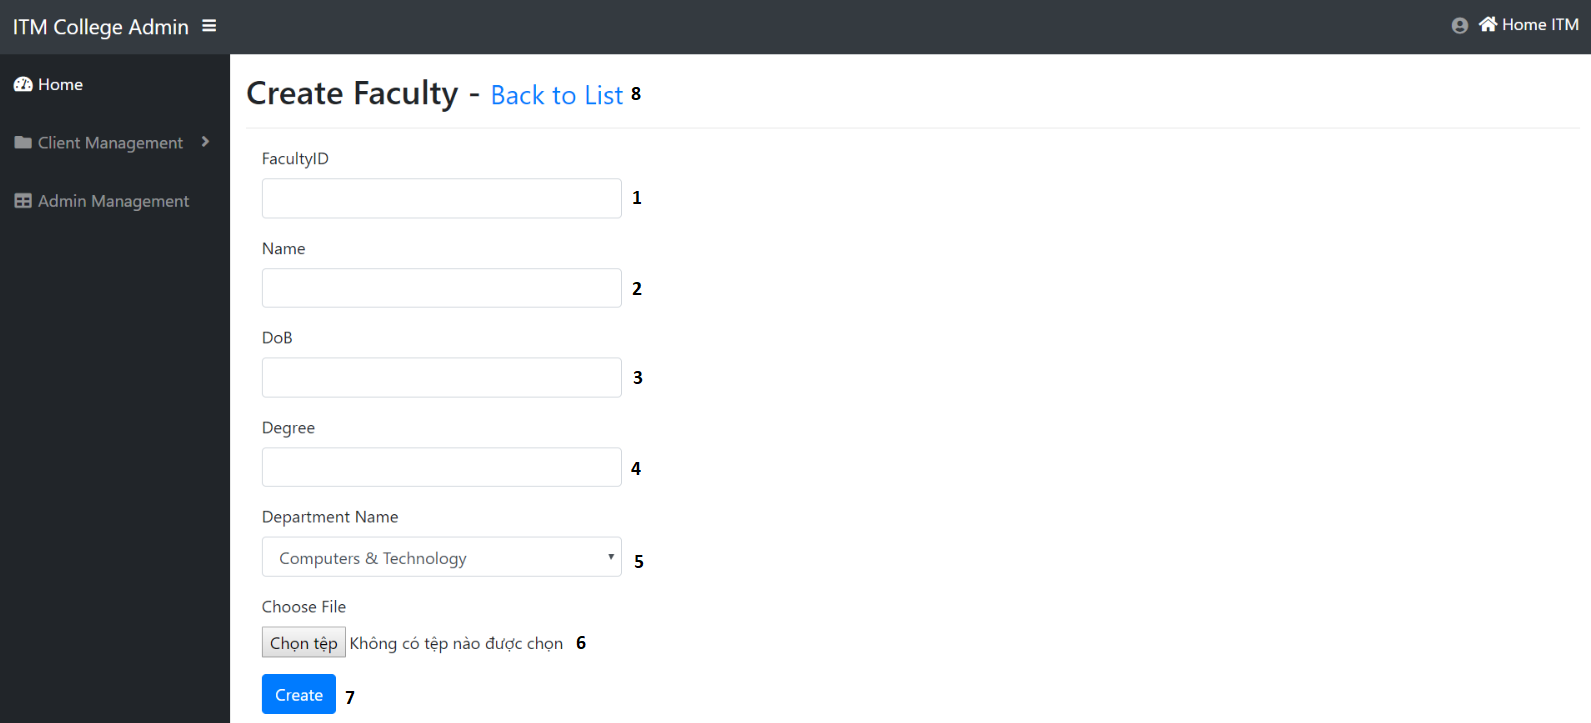 ITM College Admin
Home ITM
Home
Client Management
Admin Management
Create Faculty - Back to List 8
FacultyID
1
Name
2
DoB
3
Degree
4
Department Name
Computers & Technology 5
Choose File
Chọn tệp Không có tệp nào được chọn 6
Create 7